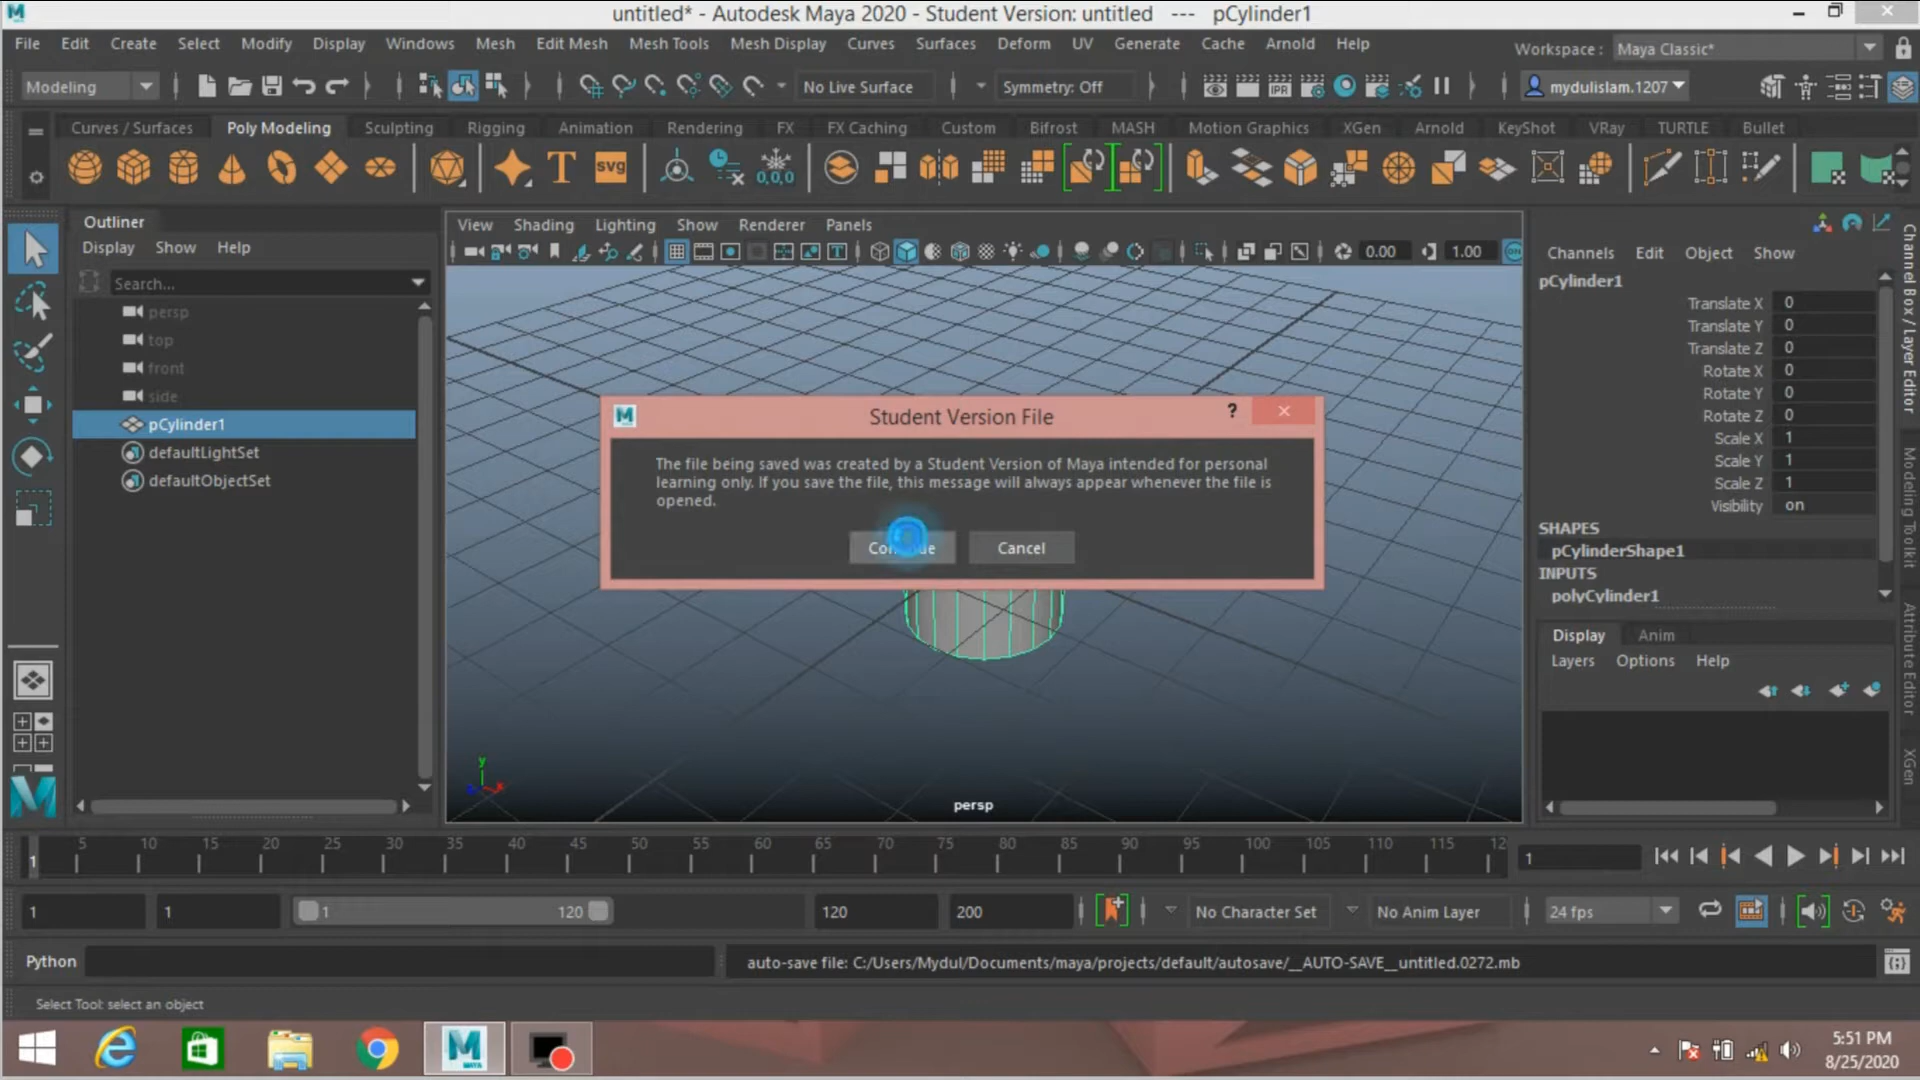 untitled* - Autodesk Maya 2020 - Student Version: untitled --- pCylinder1
File Edit Create Select Modify Display Windows Mesh Edit Mesh Mesh Tools Mesh Display Curves Surfaces Deform UV Generate Cache Arnold Help
Workspace : Maya Classic*
Modeling
No Live Surface
Symmetry: Off
IPR
mydulislam.1207
Curves / Surfaces Poly Modeling Sculpting Rigging Animation Rendering FX FX Caching Custom Bifrost MASH Motion Graphics XGen Arnold KeyShot VRay TURTLE Bullet
T
svg
0,0,0
Outliner
Display Show Help
Search...
persp
top
front
side
pCylinder1
defaultLightSet
defaultObjectSet
View Shading Lighting Show Renderer Panels
0.00
1.00
ON
Student Version File
?
The file being saved was created by a Student Version of Maya intended for personal
learning only. If you save the file, this message will always appear whenever the file is
opened.
Cancel
y
persp
Channels Edit Object Show
pCylinder1
Translate X 0
Translate Y 0
Translate Z 0
Rotate X 0
Rotate Y 0
Rotate Z 0
Scale X 1
Scale Y 1
Scale Z 1
Visibility on
SHAPES
pCylinderShape1
INPUTS
polyCylinder1
Display Anim
Layers Options Help
Channel Box / Layer Editor
Modeling Toolkit
Attribute Editor
XGen
1 5 10 15 20 25 30 35 40 45 50 55 60 65 70 75 80 85 90 95 100 105 110 115 12
1
1
1
1
120
120
200
No Character Set
No Anim Layer
24 fps
Python
auto-save file: C:/Users/Mydul/Documents/maya/projects/default/autosave/__AUTO-SAVE__untitled.0272.mb
Select Tool: select an object
MAYA
5:51 PM
8/25/2020